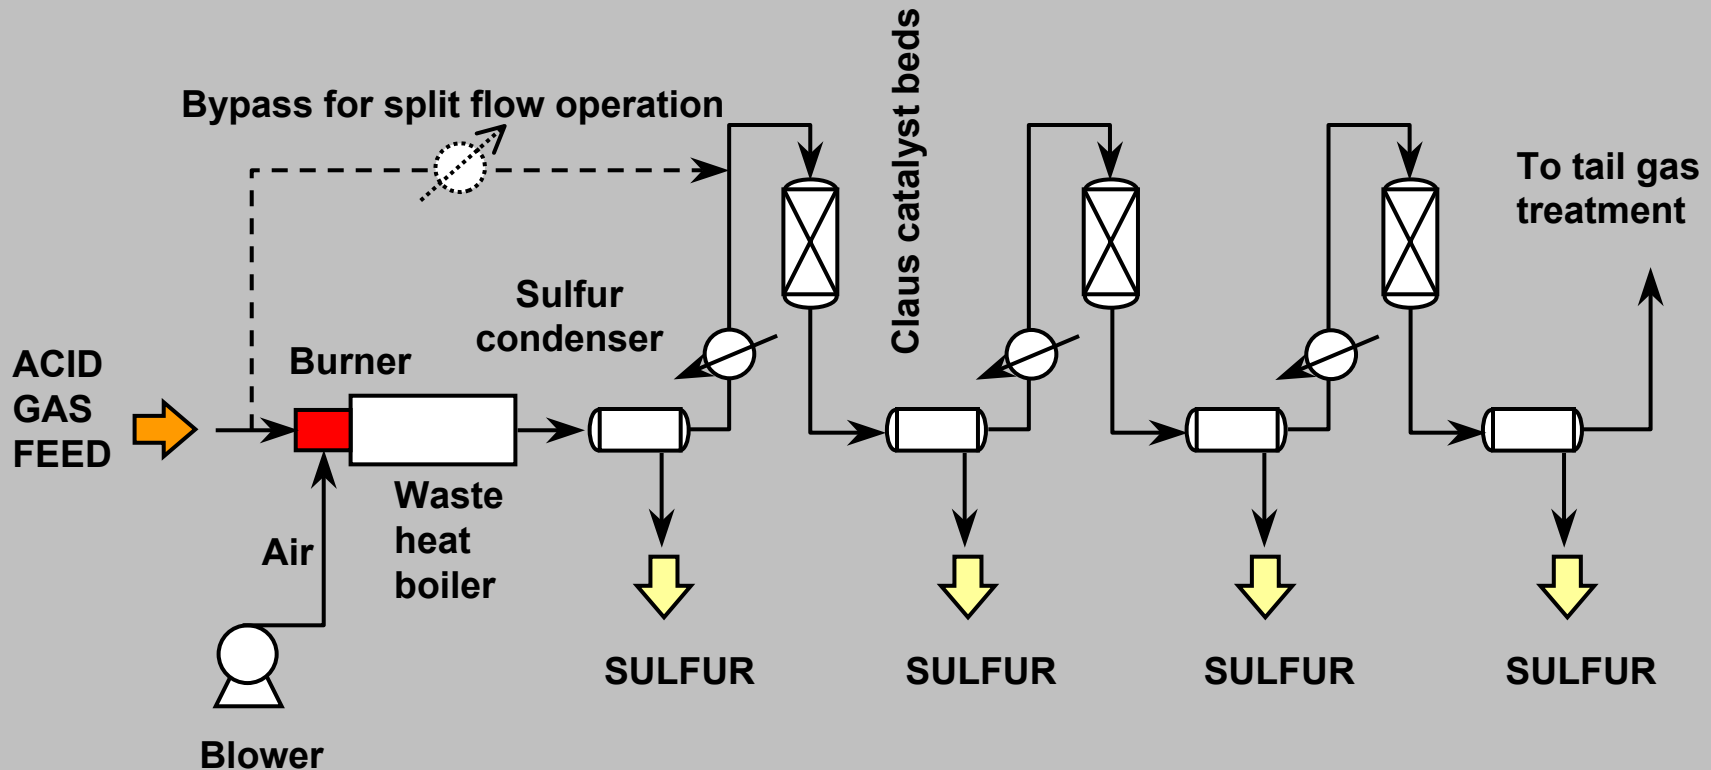 Bypass for split flow operation
Claus catalyst beds
To tail gas
treatment
Sulfur
condenser
ACID
GAS
FEED
Burner
Waste
heat
boiler
Air
Blower
SULFUR
SULFUR
SULFUR
SULFUR